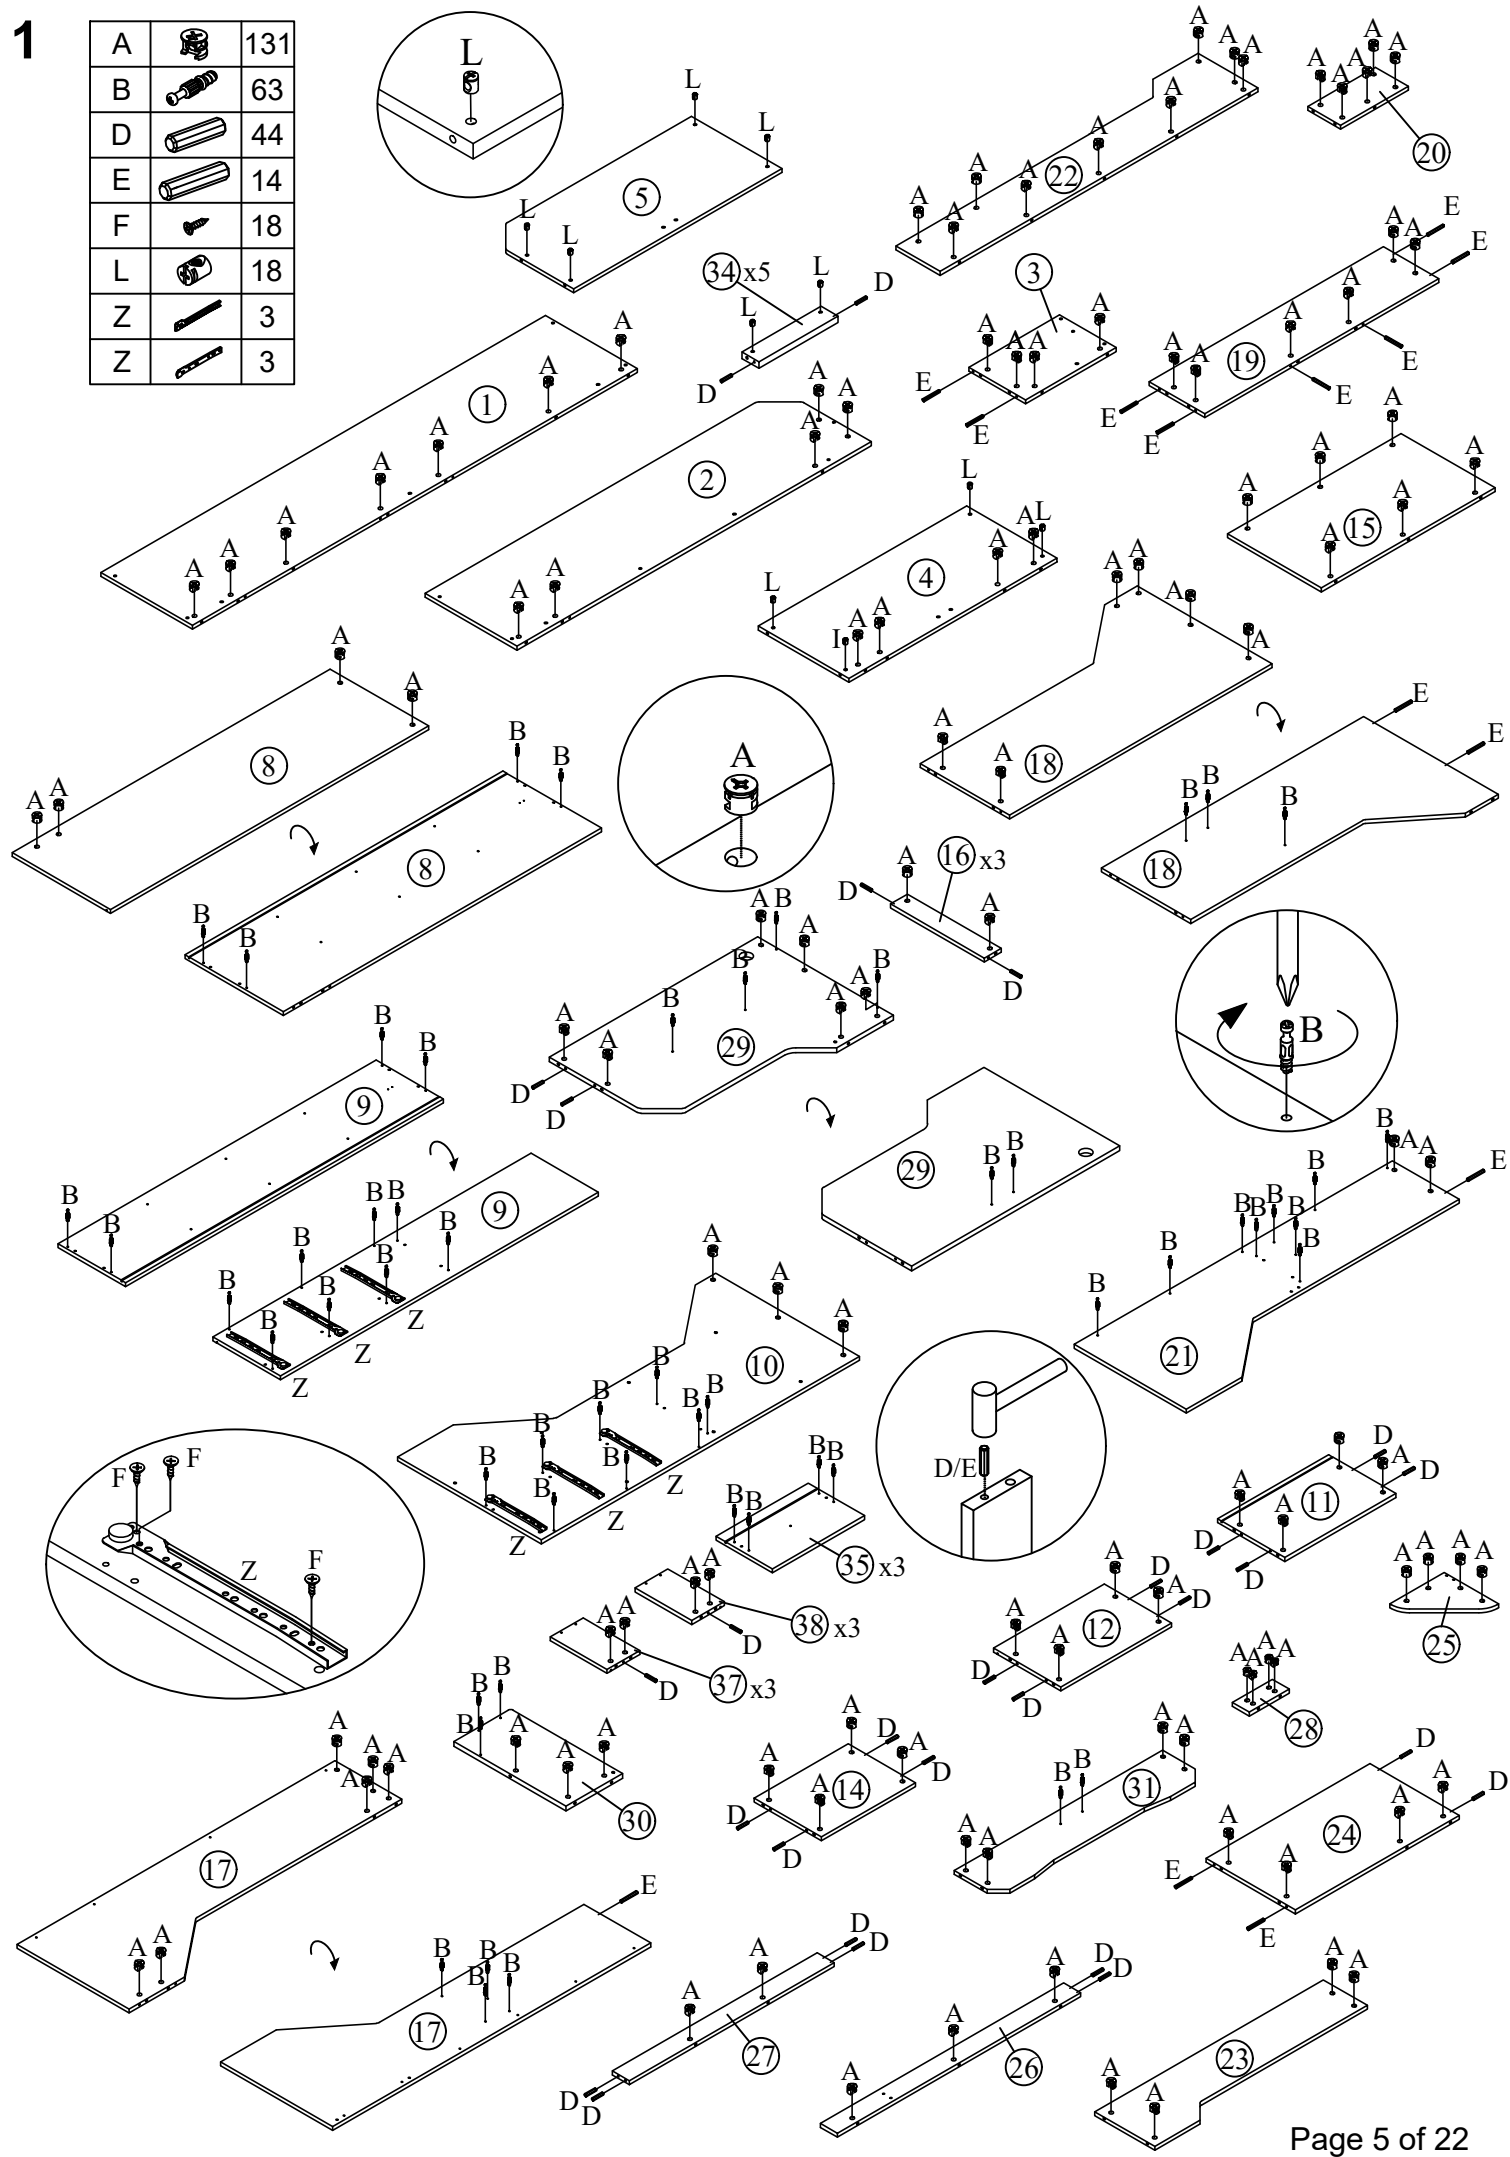 1
A 131
B 63
D 44
E 14
F 18
L 18
Z 3
Z 3
L
L L L L
5
34 x5
L L D D
A A A A A A A A A
22
A A A A A A
20
3
A A A A E E
19
A A A A A A E E E E E E
1
A A A A A A A
2
A A A A A
4
L L L I A A A A
15
A A A A A A
18
A A A A A A
18
E E B B B
8
A A A A
8
B B B B
A
16 x3
A A D D
29
A B A B B A A B A A D D
B
9
B B B B
9
B B B B B B B B B
Z Z Z
29
B B
21
B A A E B B B B B B B B
10
A A A B B B B B B B B B
Z Z Z
D/E
F F F Z
35 x3
B B B B
38 x3
A A D
37 x3
A A D
11
A A A D D D D
12
A A A A D D D D
25
A A A A
28
A A A A
30
B B B A A A
14
A A A A D D D D
31
A A A A B B
24
A A A A D D E E
17
A A A A A A
17
E B B B B
27
A A D D D D
26
A A A D D
23
A A A A
Page 5 of 22